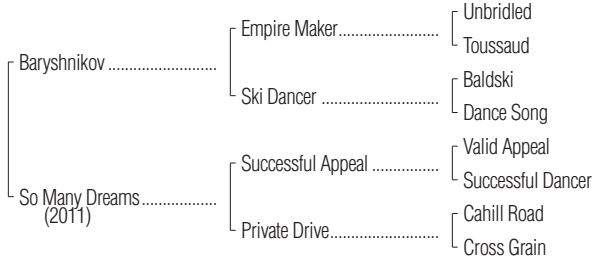 Unbridled
Empire Maker
Toussaud
Baryshnikov
Baldski
Ski Dancer
Dance Song
Valid Appeal
Successful Appeal
Successful Dancer
So Many Dreams
(2011)
Cahill Road
Private Drive
Cross Grain